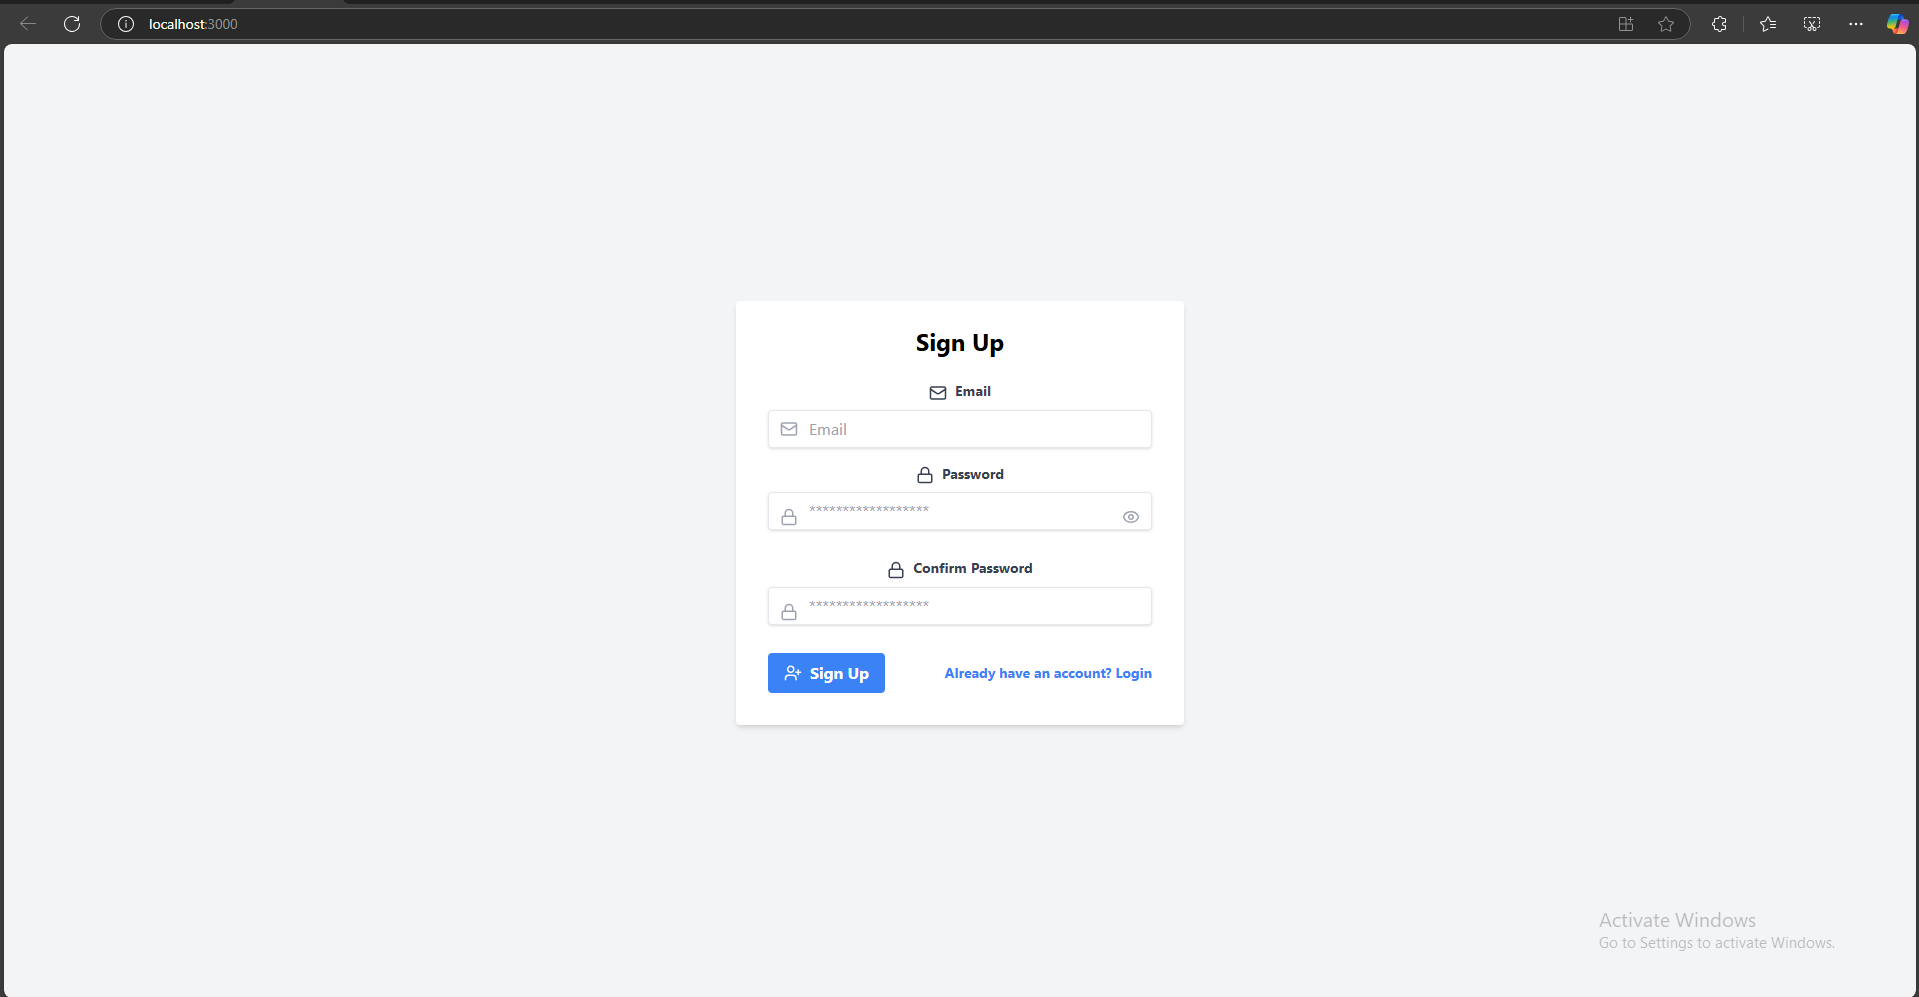 localhost:3000
Sign Up
Email
Email
Password
******************
Confirm Password
******************
Sign Up
Already have an account? Login
Activate Windows
Go to Settings to activate Windows.